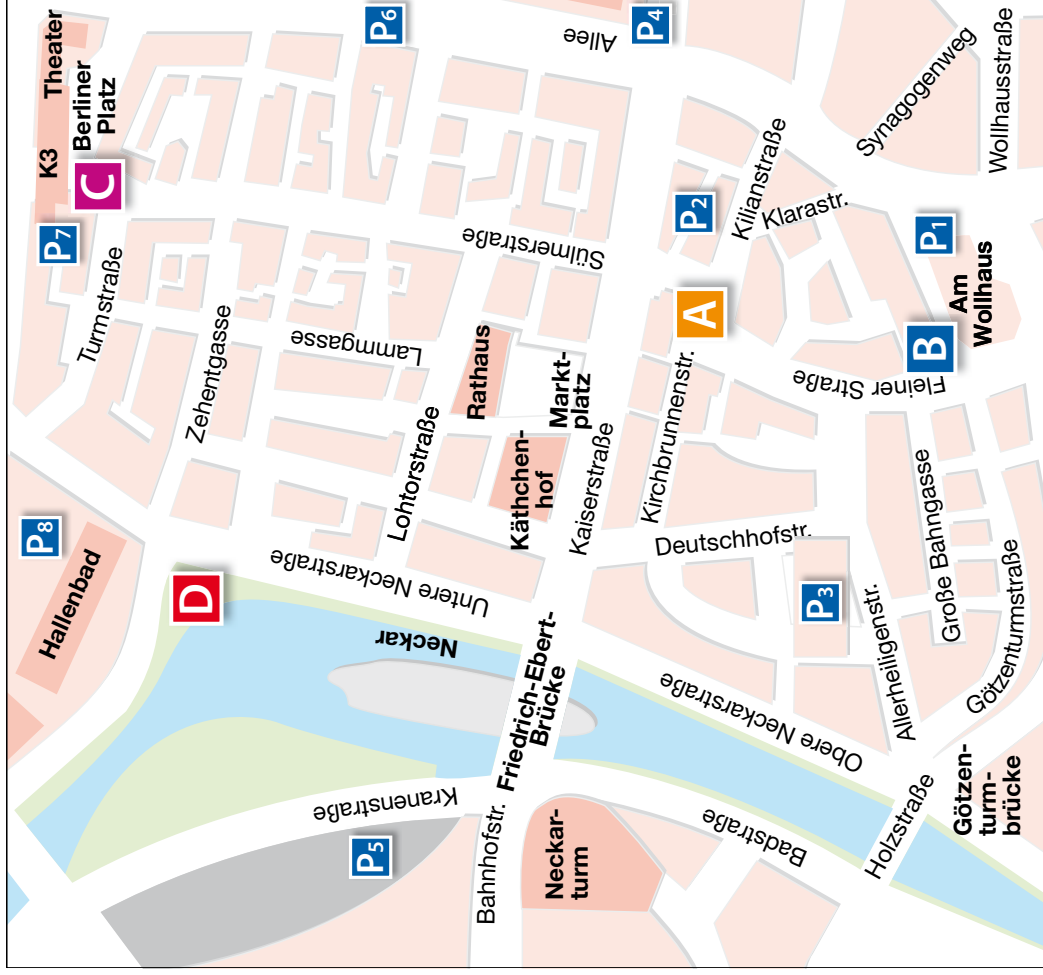 Theater
K3
Berliner
Platz
C
P7
P6
Allee
P4
Synagogenweg
Wollhausstraße
Turmstraße
Zehentgasse
Lammgasse
Sülmerstraße
P2
Kilianstraße
Klarastr.
P1
Am
Wollhaus
B
A
Rathaus
Markt-
platz
Fleiner Straße
Kirchbrunnenstr.
Kaiserstraße
Käthchen-
hof
Lohtorstraße
P8
Hallenbad
D
Untere Neckarstraße
Neckar
Deutschhofstr.
P3
Große Bahngasse
Allerheiligenstr.
Götzenturmstraße
Obere Neckarstraße
Friedrich-Ebert-
Brücke
Kranenstraße
P5
Bahnhofstr.
Neckar-
turm
Badstraße
Holzstraße
Götzen-
turm-
brücke